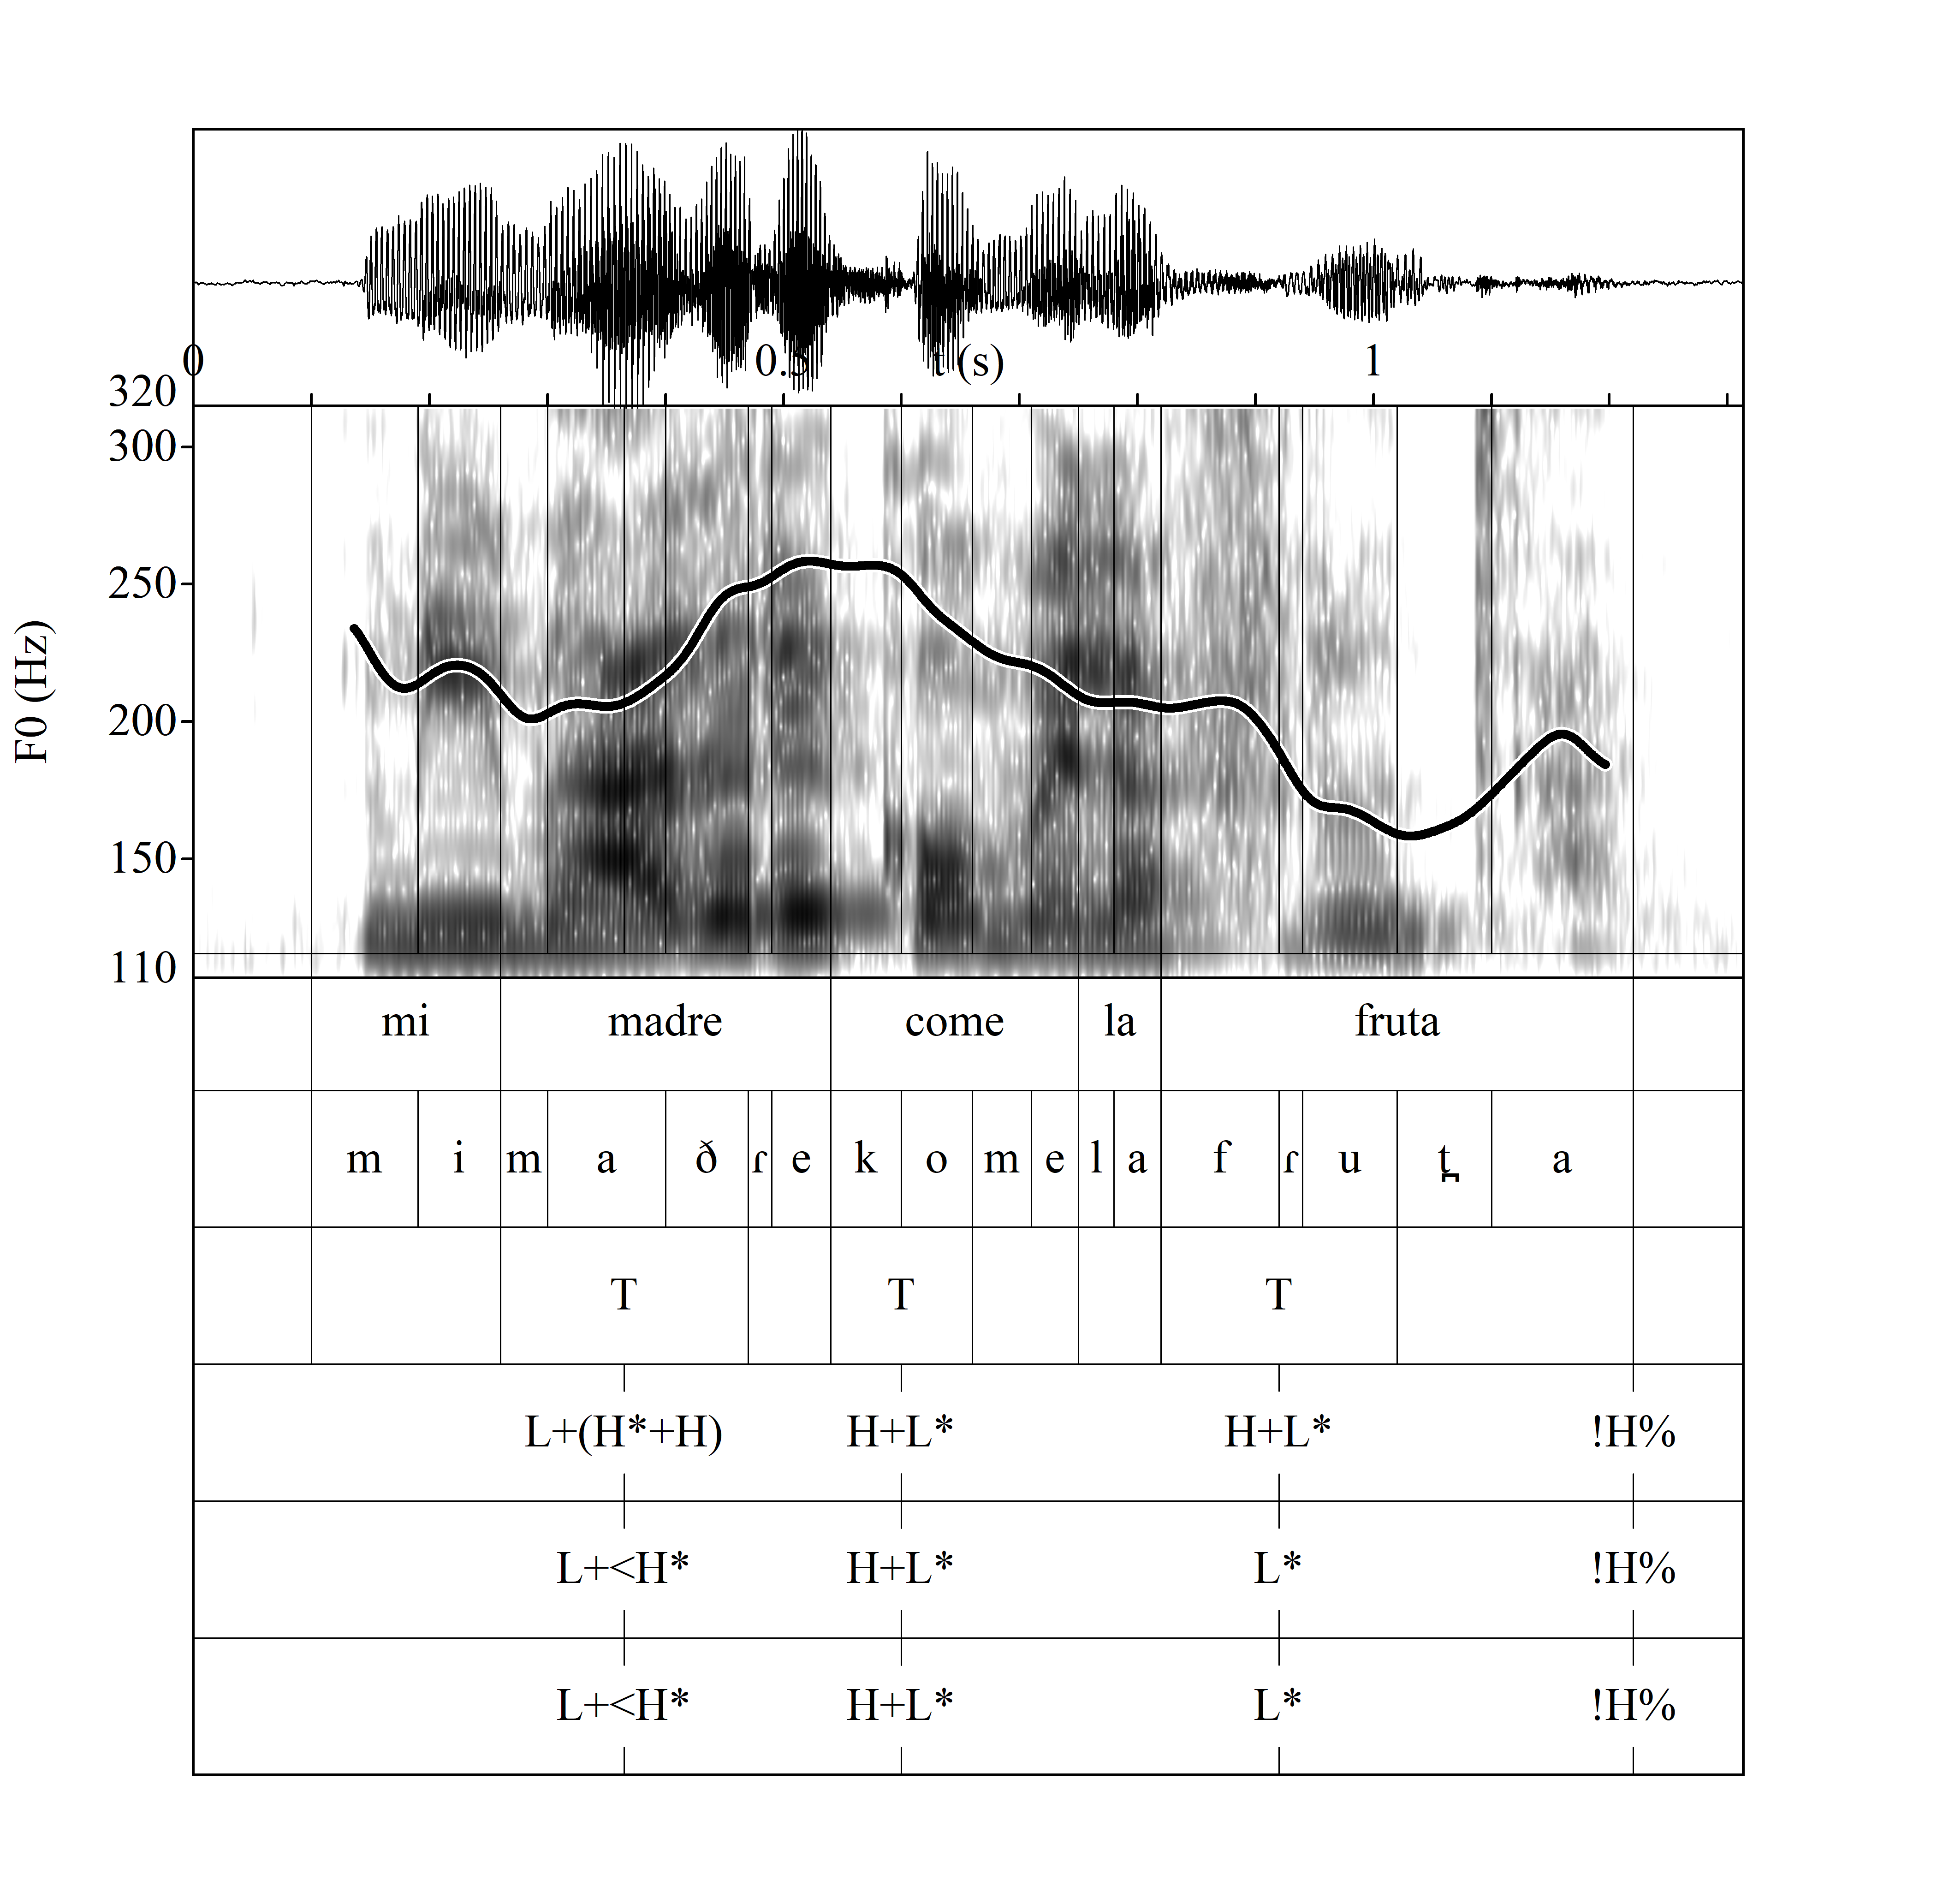 0 0.5 t (s) 1
320
300
250
200
150
110
F0 (Hz)
mi madre come la fruta
m i m a ð ɾ e k o m e l a f ɾ u t̪ a
T T T
L+(H*+H) H+L* H+L* !H%
L+<H* H+L* L* !H%
L+<H* H+L* L* !H%